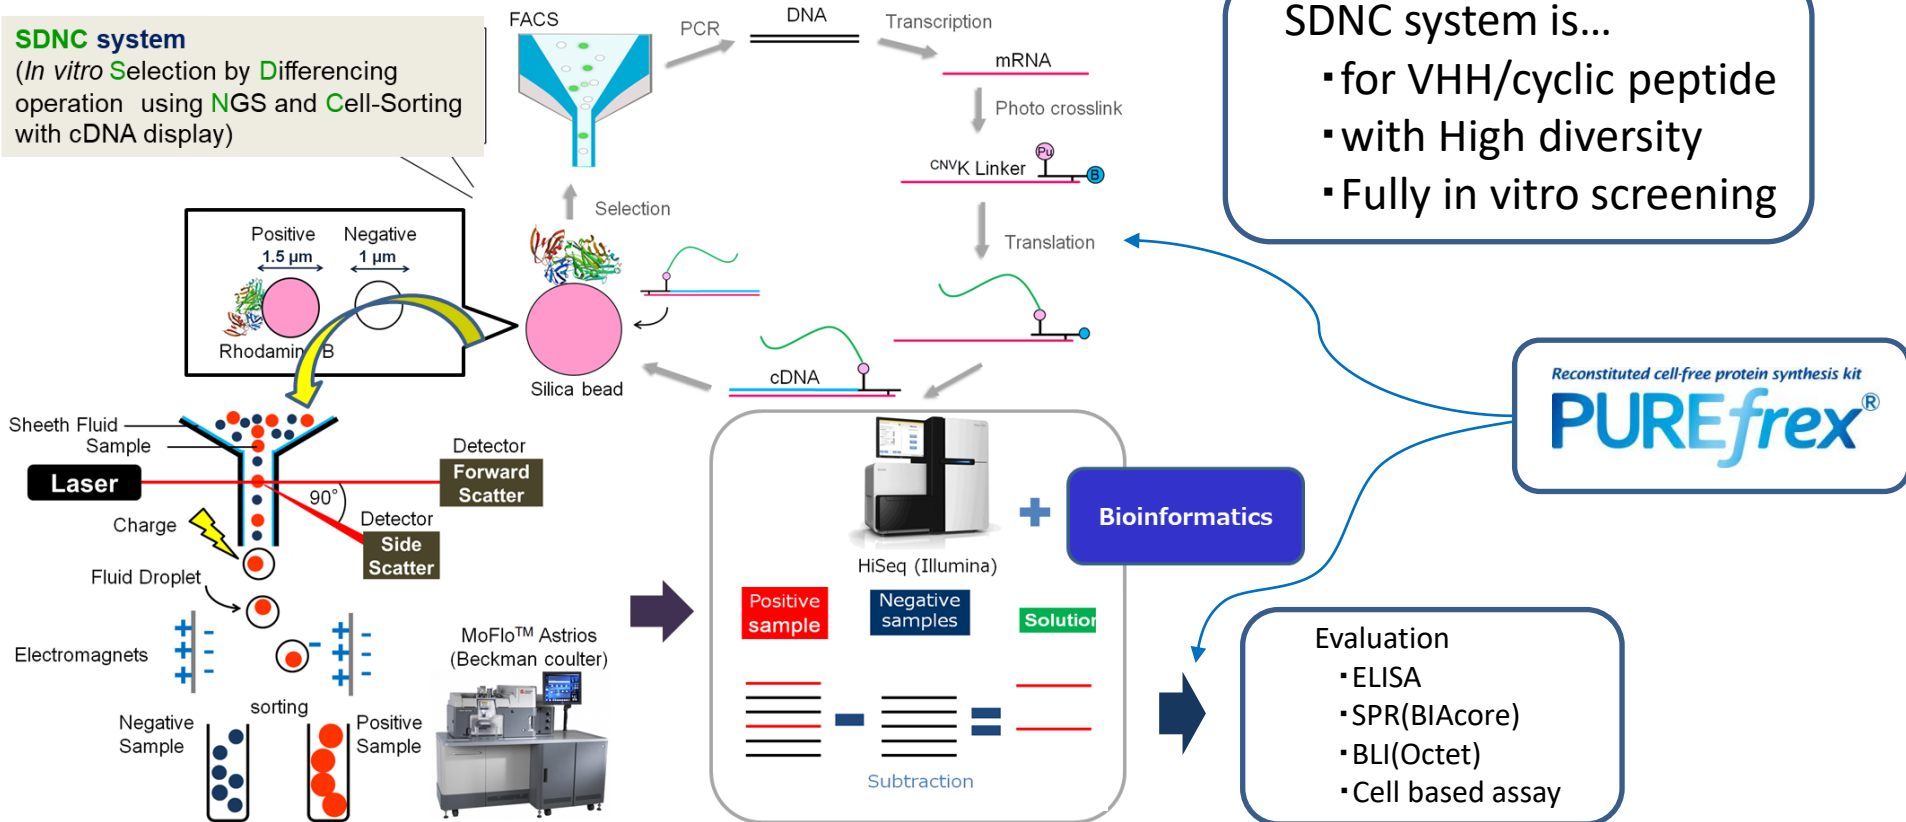 SDNC system
(In vitro Selection by Differencing
operation using NGS and Cell-Sorting
with cDNA display)
FACS
PCR
DNA
Transcription
mRNA
Photo crosslink
CNVK Linker
Pu
B
Translation
Selection
Silica bead
cDNA
Positive
1.5 μm
Negative
1 μm
Rhodamin B
SDNC system is...
・for VHH/cyclic peptide
・with High diversity
・Fully in vitro screening
Reconstituted cell-free protein synthesis kit
PUREfrex®
Sheeth Fluid
Sample
Laser
Detector
Forward
Scatter
90°
Detector
Side
Scatter
Charge
Fluid Droplet
Electromagnets
+ -
+ -
+ -
-
+ -
+ -
+ -
sorting
Negative
Sample
Positive
Sample
MoFlo™ Astrios
(Beckman coulter)
HiSeq (Illumina)
+
Bioinformatics
Positive
sample
Negative
samples
Solution
Subtraction
Evaluation
・ELISA
・SPR(BIAcore)
・BLI(Octet)
・Cell based assay